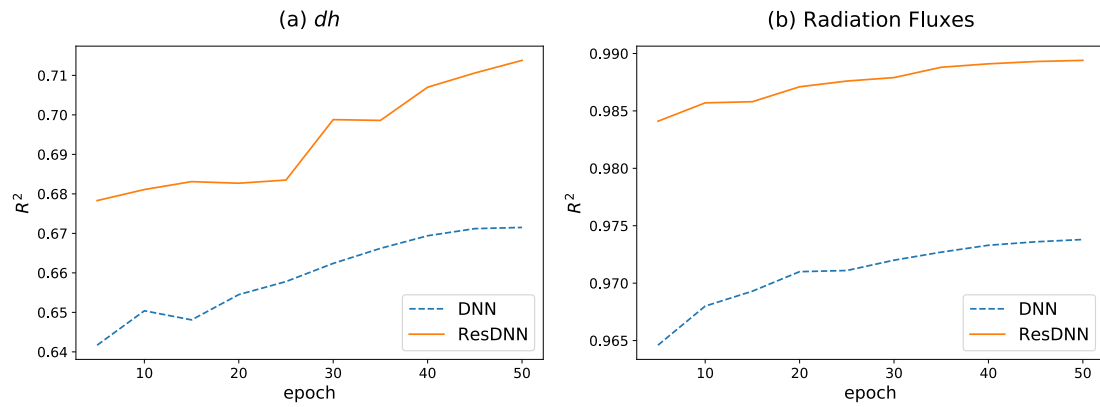 (a) dh
R²
0.71
0.70
0.69
0.68
0.67
0.66
0.65
0.64
10 20 30 40 50
epoch
DNN
ResDNN
(b) Radiation Fluxes
R²
0.990
0.985
0.980
0.975
0.970
0.965
10 20 30 40 50
epoch
DNN
ResDNN